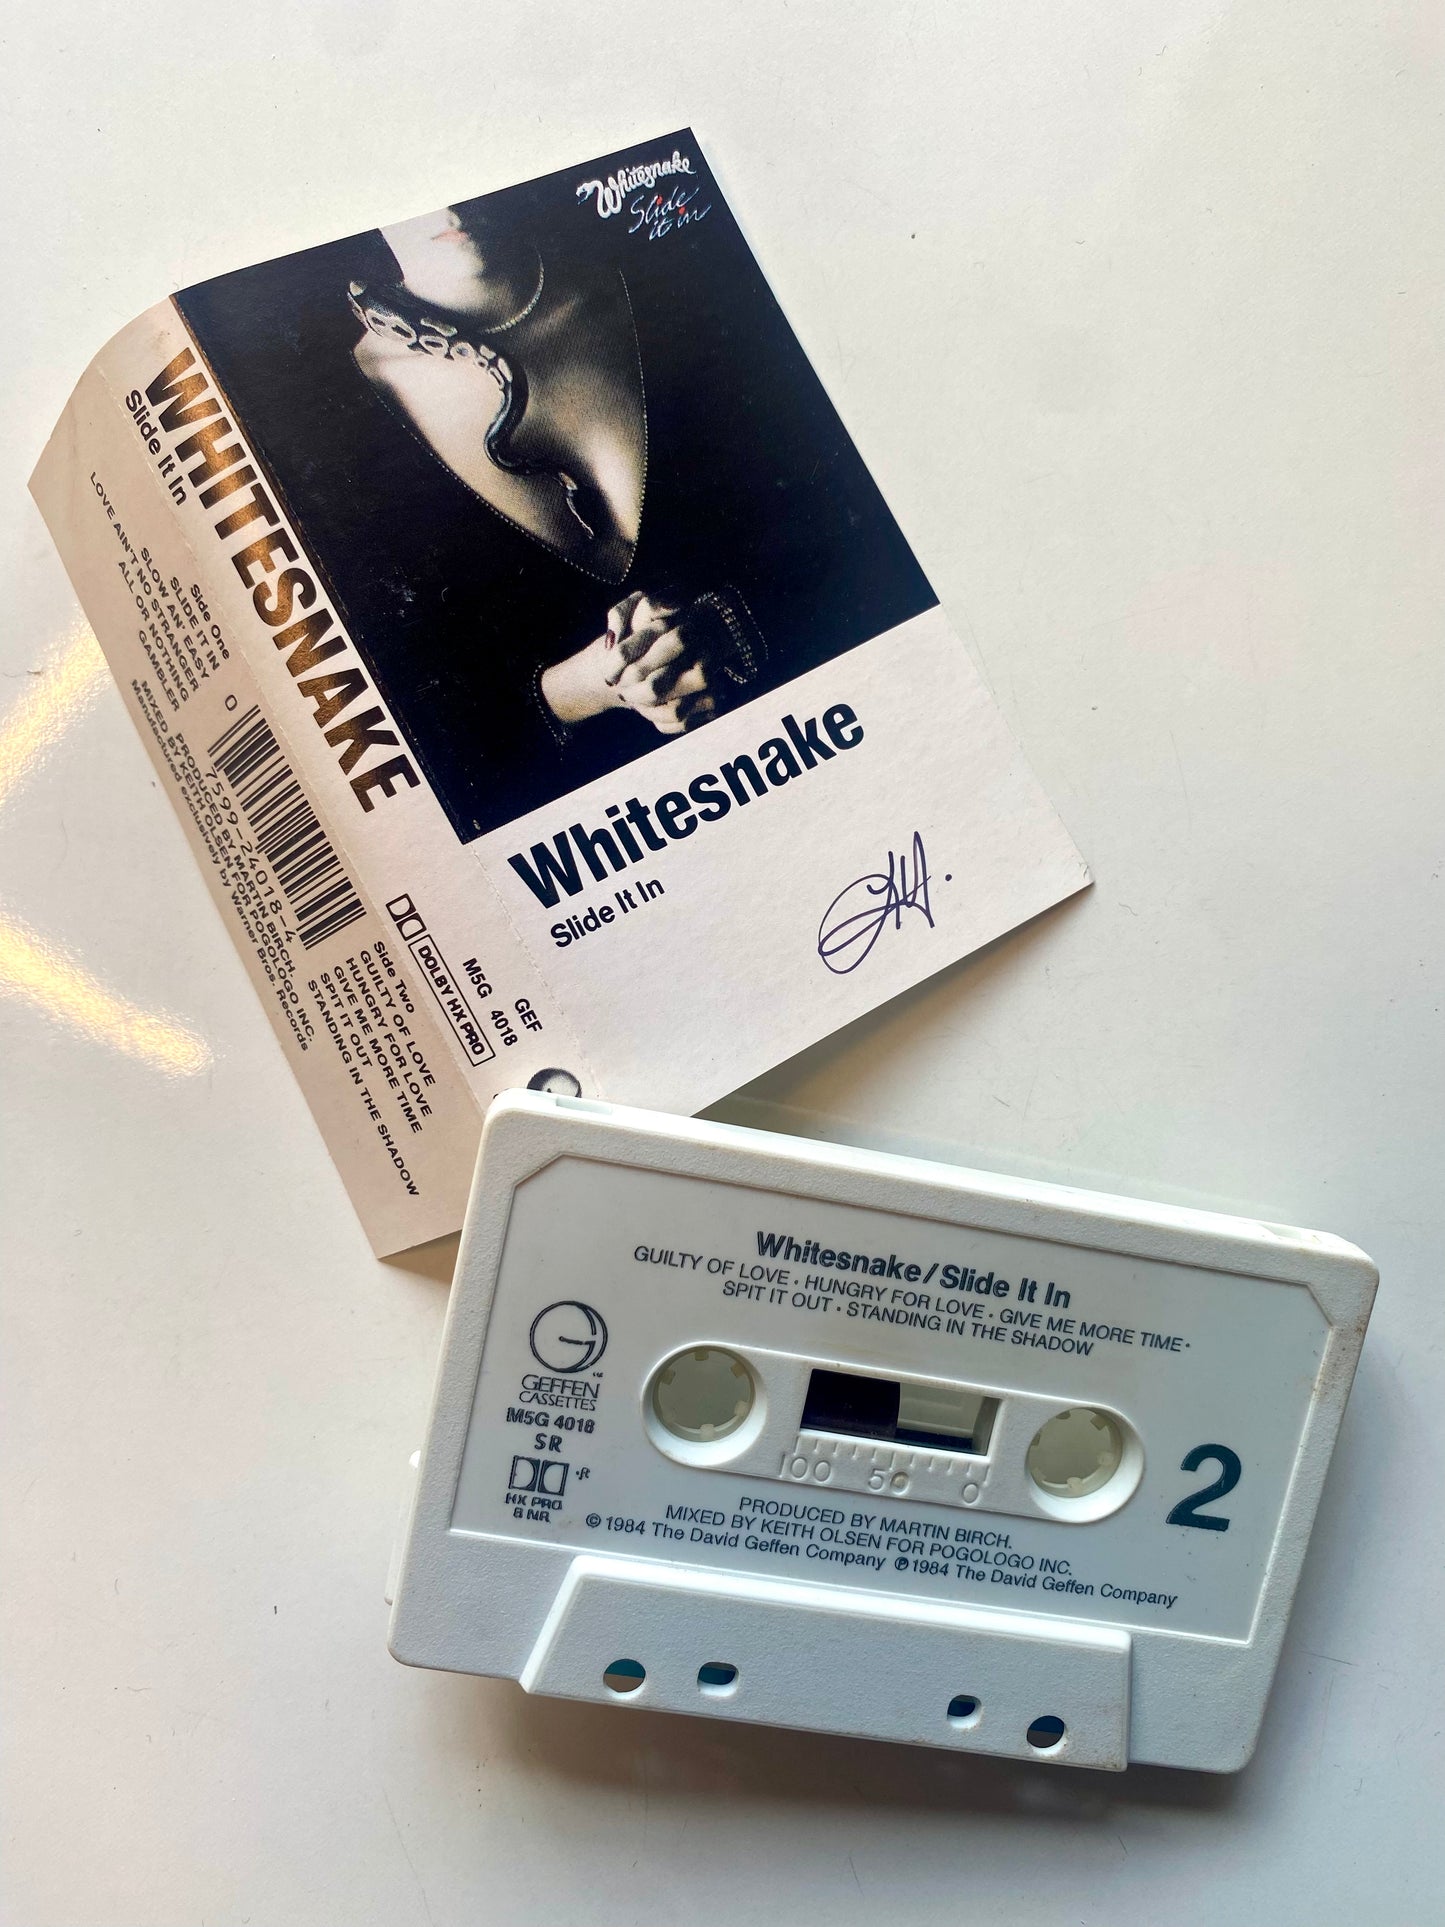 Whitesnake
Slide
it in
Whitesnake
Slide It In
WHITESNAKE
Slide It In
DOLBY HX PRO
GEF
M5G 4018
Side One
SLIDE IT IN
SLOW AN' EASY
LOVE AIN'T NO STRANGER
ALL OR NOTHING
GAMBLER
0 7599-24018-4
PRODUCED BY MARTIN BIRCH.
MIXED BY KEITH OLSEN FOR POGOLOGO INC.
Manufactured exclusively by Warner Bros. Records
Side Two
GUILTY OF LOVE
HUNGRY FOR LOVE
GIVE ME MORE TIME
SPIT IT OUT
STANDING IN THE SHADOW
Whitesnake/Slide It In
GUILTY OF LOVE · HUNGRY FOR LOVE · GIVE ME MORE TIME ·
SPIT IT OUT · STANDING IN THE SHADOW
GEFFEN
CASSETTES
M5G 4018
SR
HX PRO
B NR
100 50 0
2
PRODUCED BY MARTIN BIRCH.
MIXED BY KEITH OLSEN FOR POGOLOGO INC.
© 1984 The David Geffen Company ℗ 1984 The David Geffen Company